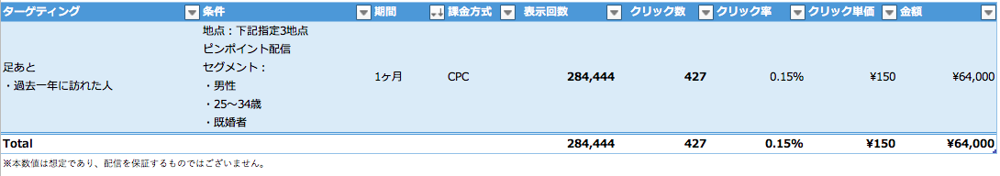 ターゲティング 条件 期間 課金方式 表示回数 クリック数 クリック率 クリック単価 金額
地点：下記指定3地点
ピンポイント配信
足あと セグメント：
・過去一年に訪れた人 ・男性 1ヶ月 CPC 284,444 427 0.15% ¥150 ¥64,000
・25～34歳
・既婚者
Total 284,444 427 0.15% ¥150 ¥64,000
※本数値は想定であり、配信を保証するものではございません。